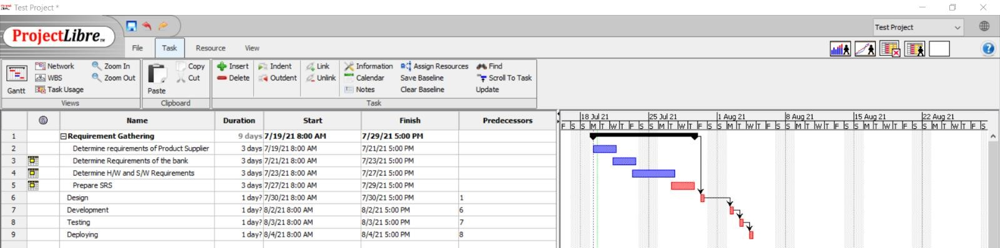 Test Project *
ProjectLibre™
Test Project
File Task Resource View
Network Zoom In Copy Insert Indent Link Information Assign Resources Find
WBS Zoom Out Cut Delete Outdent Unlink Calendar Save Baseline Scroll To Task
Gantt Task Usage Paste Notes Clear Baseline Update
Views Clipboard Task
Name Duration Start Finish Predecessors
18 Jul 21 25 Jul 21 1 Aug 21 8 Aug 21 15 Aug 21 22 Aug 21
F S S M T W T F S S M T W T F S S M T W T F S S M T W T F S S M T W T F S S M T W T F S
1 Requirement Gathering 9 days 7/19/21 8:00 AM 7/29/21 5:00 PM
2 Determine requirements of Product Supplier 3 days 7/19/21 8:00 AM 7/21/21 5:00 PM
3 Determine Requirements of the bank 3 days 7/21/21 8:00 AM 7/23/21 5:00 PM
4 Determine H/W and S/W Requirements 3 days 7/23/21 8:00 AM 7/27/21 5:00 PM
5 Prepare SRS 3 days 7/27/21 8:00 AM 7/29/21 5:00 PM
6 Design 1 day? 7/30/21 8:00 AM 7/30/21 5:00 PM 1
7 Development 1 day? 8/2/21 8:00 AM 8/2/21 5:00 PM 6
8 Testing 1 day? 8/3/21 8:00 AM 8/3/21 5:00 PM 7
9 Deploying 1 day? 8/4/21 8:00 AM 8/4/21 5:00 PM 8